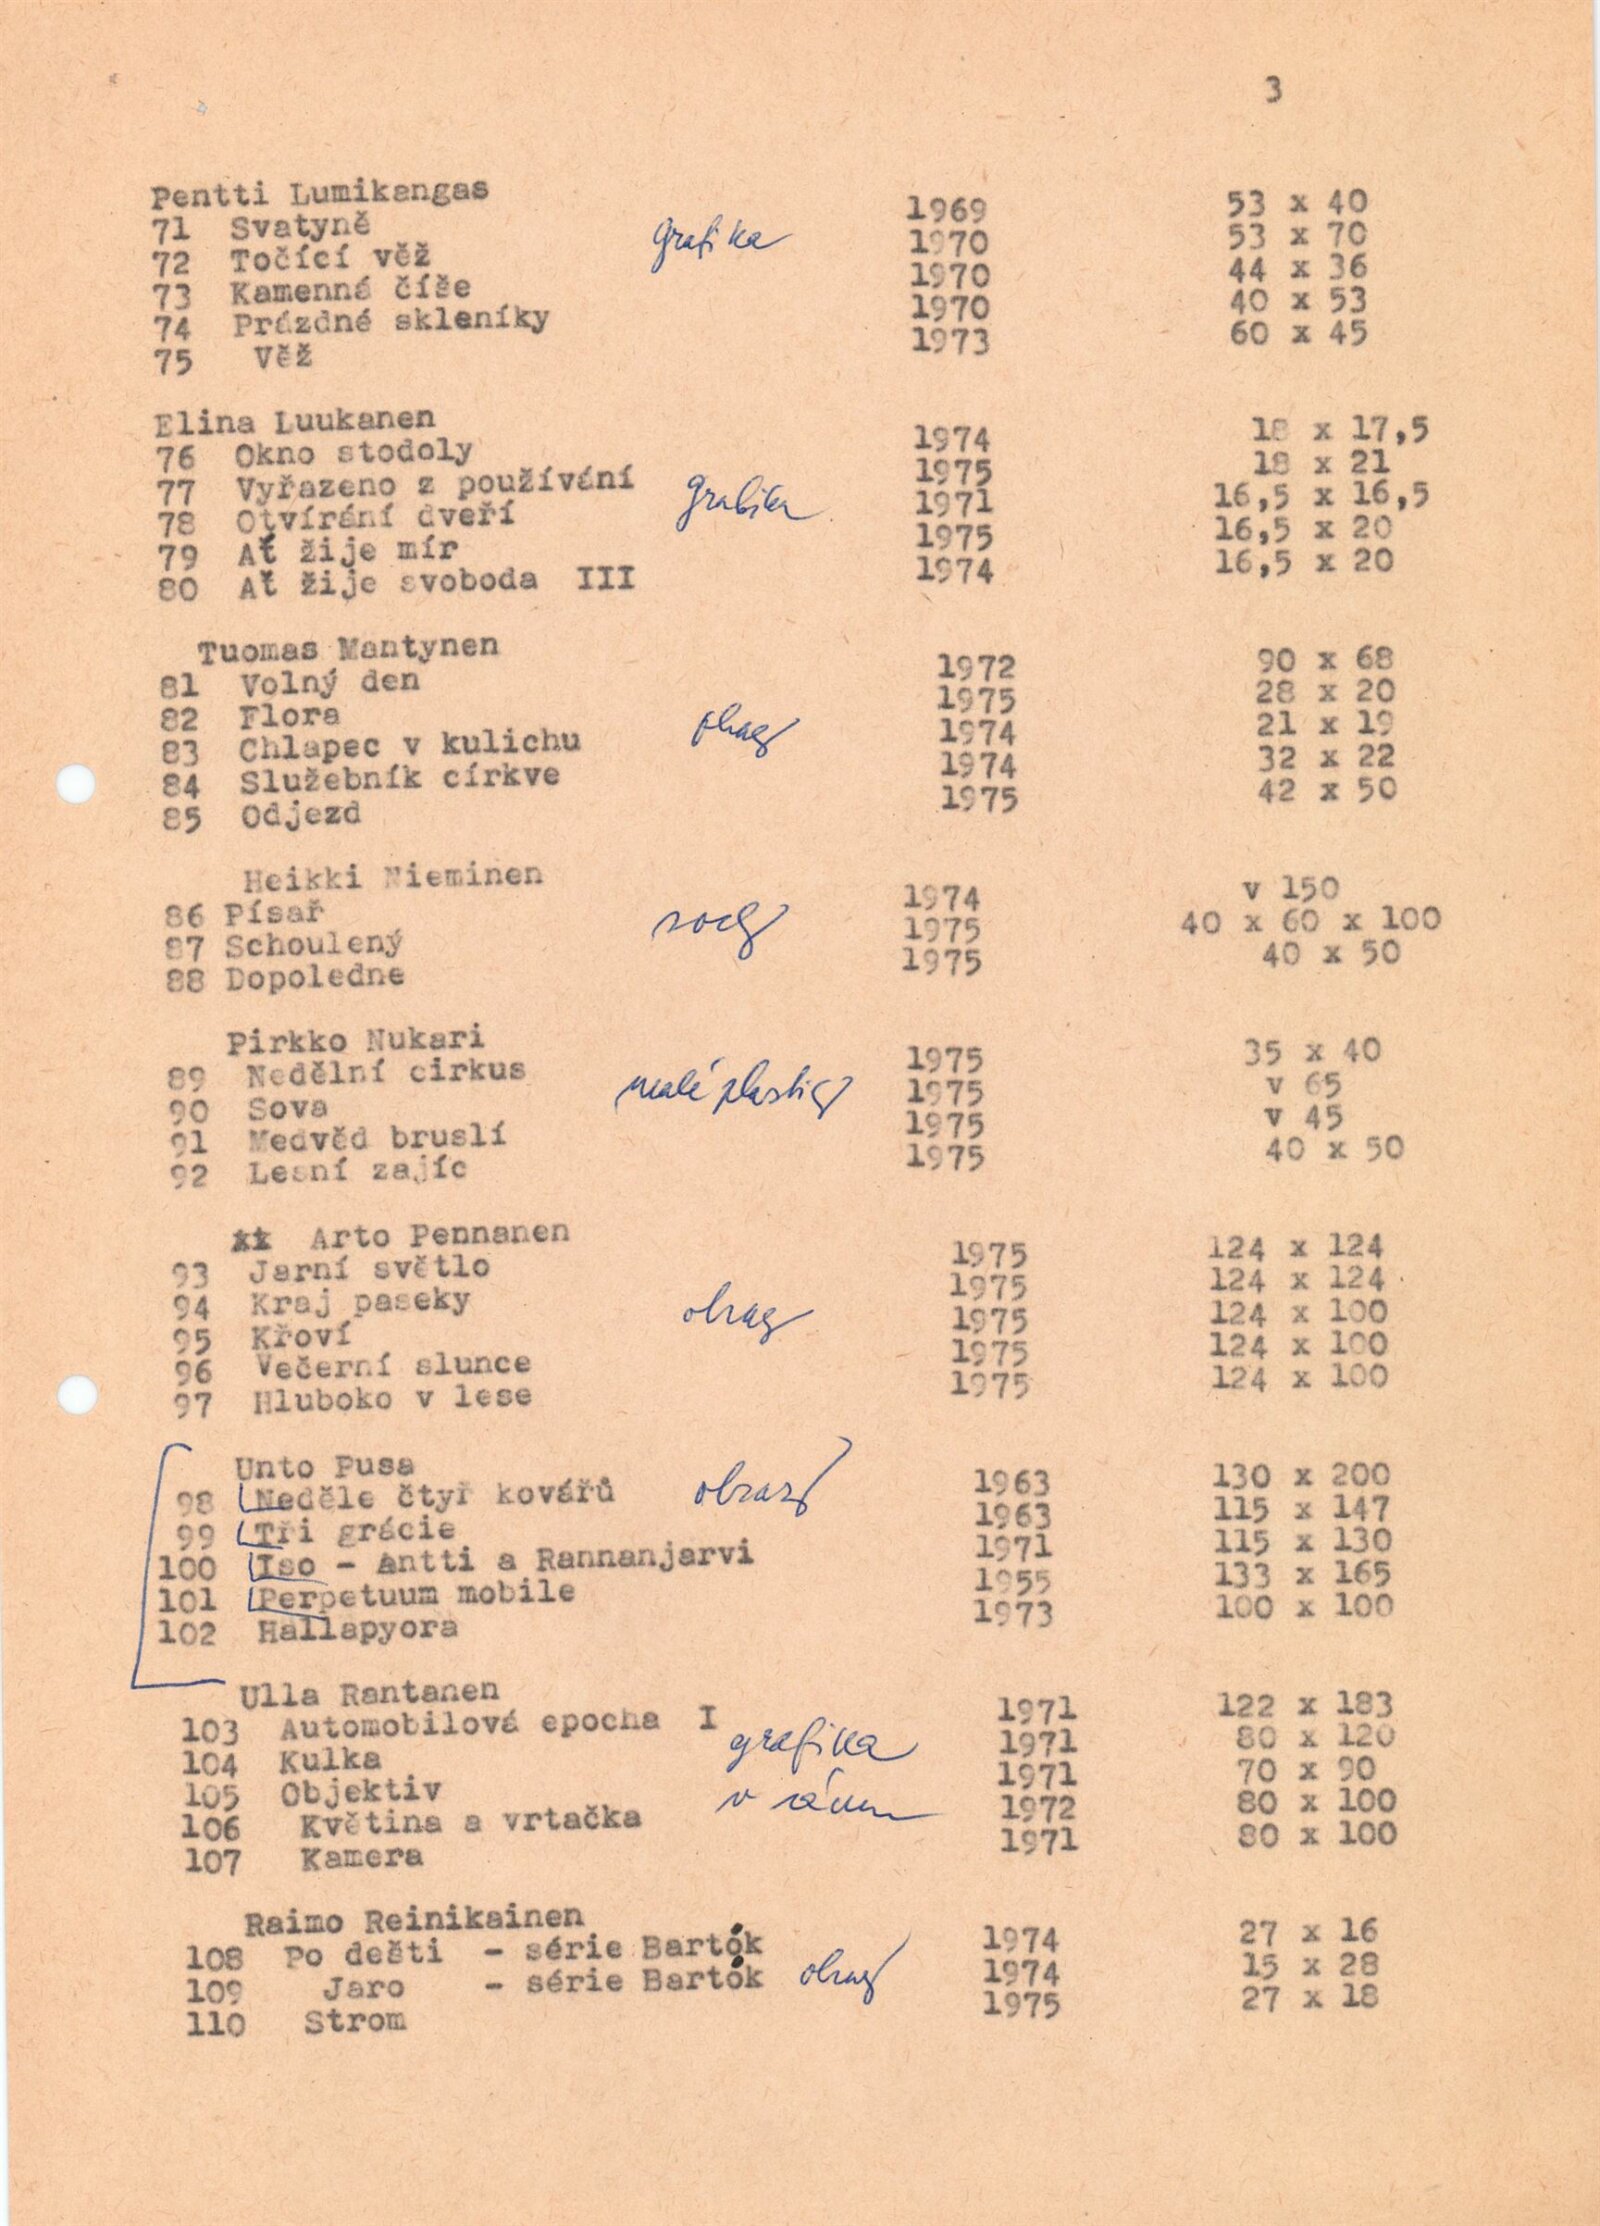 3
Pentti Lumikangas
71 Svatyně 1969 53 x 40
grafika
72 Točící věž 1970 53 x 70
73 Kamenná číše 1970 44 x 36
74 Prázdné skleníky 1970 40 x 53
75 Věž 1973 60 x 45
Elina Luukanen
76 Okno stodoly 1974 18 x 17,5
77 Vyřazeno z používání 1975 18 x 21
grafika
78 Otvírání dveří 1971 16,5 x 16,5
79 Ať žije mír 1975 16,5 x 20
80 Ať žije svoboda III 1974 16,5 x 20
Tuomas Mantynen
81 Volný den 1972 90 x 68
82 Flora 1975 28 x 20
obrazy
83 Chlapec v kulichu 1974 21 x 19
84 Služebník církve 1974 32 x 22
85 Odjezd 1975 42 x 50
Heikki Nieminen
86 Písař 1974 v 150
sochy
87 Schoulený 1975 40 x 60 x 100
88 Dopoledne 1975 40 x 50
Pirkko Nukari
89 Nedělní cirkus 1975 35 x 40
malé plastiky
90 Sova 1975 v 65
91 Medvěd bruslí 1975 v 45
92 Lesní zajíc 1975 40 x 50
Arto Pennanen
93 Jarní světlo 1975 124 x 124
94 Kraj paseky 1975 124 x 124
obrazy
95 Křoví 1975 124 x 100
96 Večerní slunce 1975 124 x 100
97 Hluboko v lese 1975 124 x 100
Unto Pusa
98 Neděle čtyř kovářů obrazy 1963 130 x 200
99 Tři grácie 1963 115 x 147
100 Iso - Antti a Rannanjarvi 1971 115 x 130
101 Perpetuum mobile 1955 133 x 165
102 Hallapyora 1973 100 x 100
Ulla Rantanen
103 Automobilová epocha I 1971 122 x 183
grafika
104 Kulka 1971 80 x 120
105 Objektiv 1971 70 x 90
v rámu
106 Květina a vrtačka 1972 80 x 100
107 Kamera 1971 80 x 100
Raimo Reinikainen
108 Po dešti - série Bartók 1974 27 x 16
109 Jaro - série Bartók obrazy 1974 15 x 28
110 Strom 1975 27 x 18